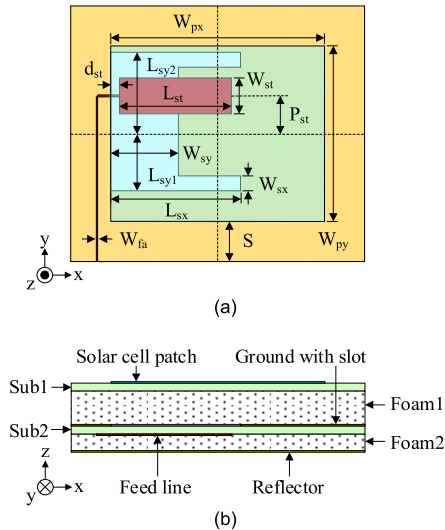 (a)
W_px
d_st
L_sy2
W_st
L_st
P_st
W_sy
L_sy1
W_sx
L_sx
W_fa
S
W_py
y
z
x
(b)
Solar cell patch
Ground with slot
Sub1
Foam1
Sub2
Foam2
z
y
x
Feed line
Reflector